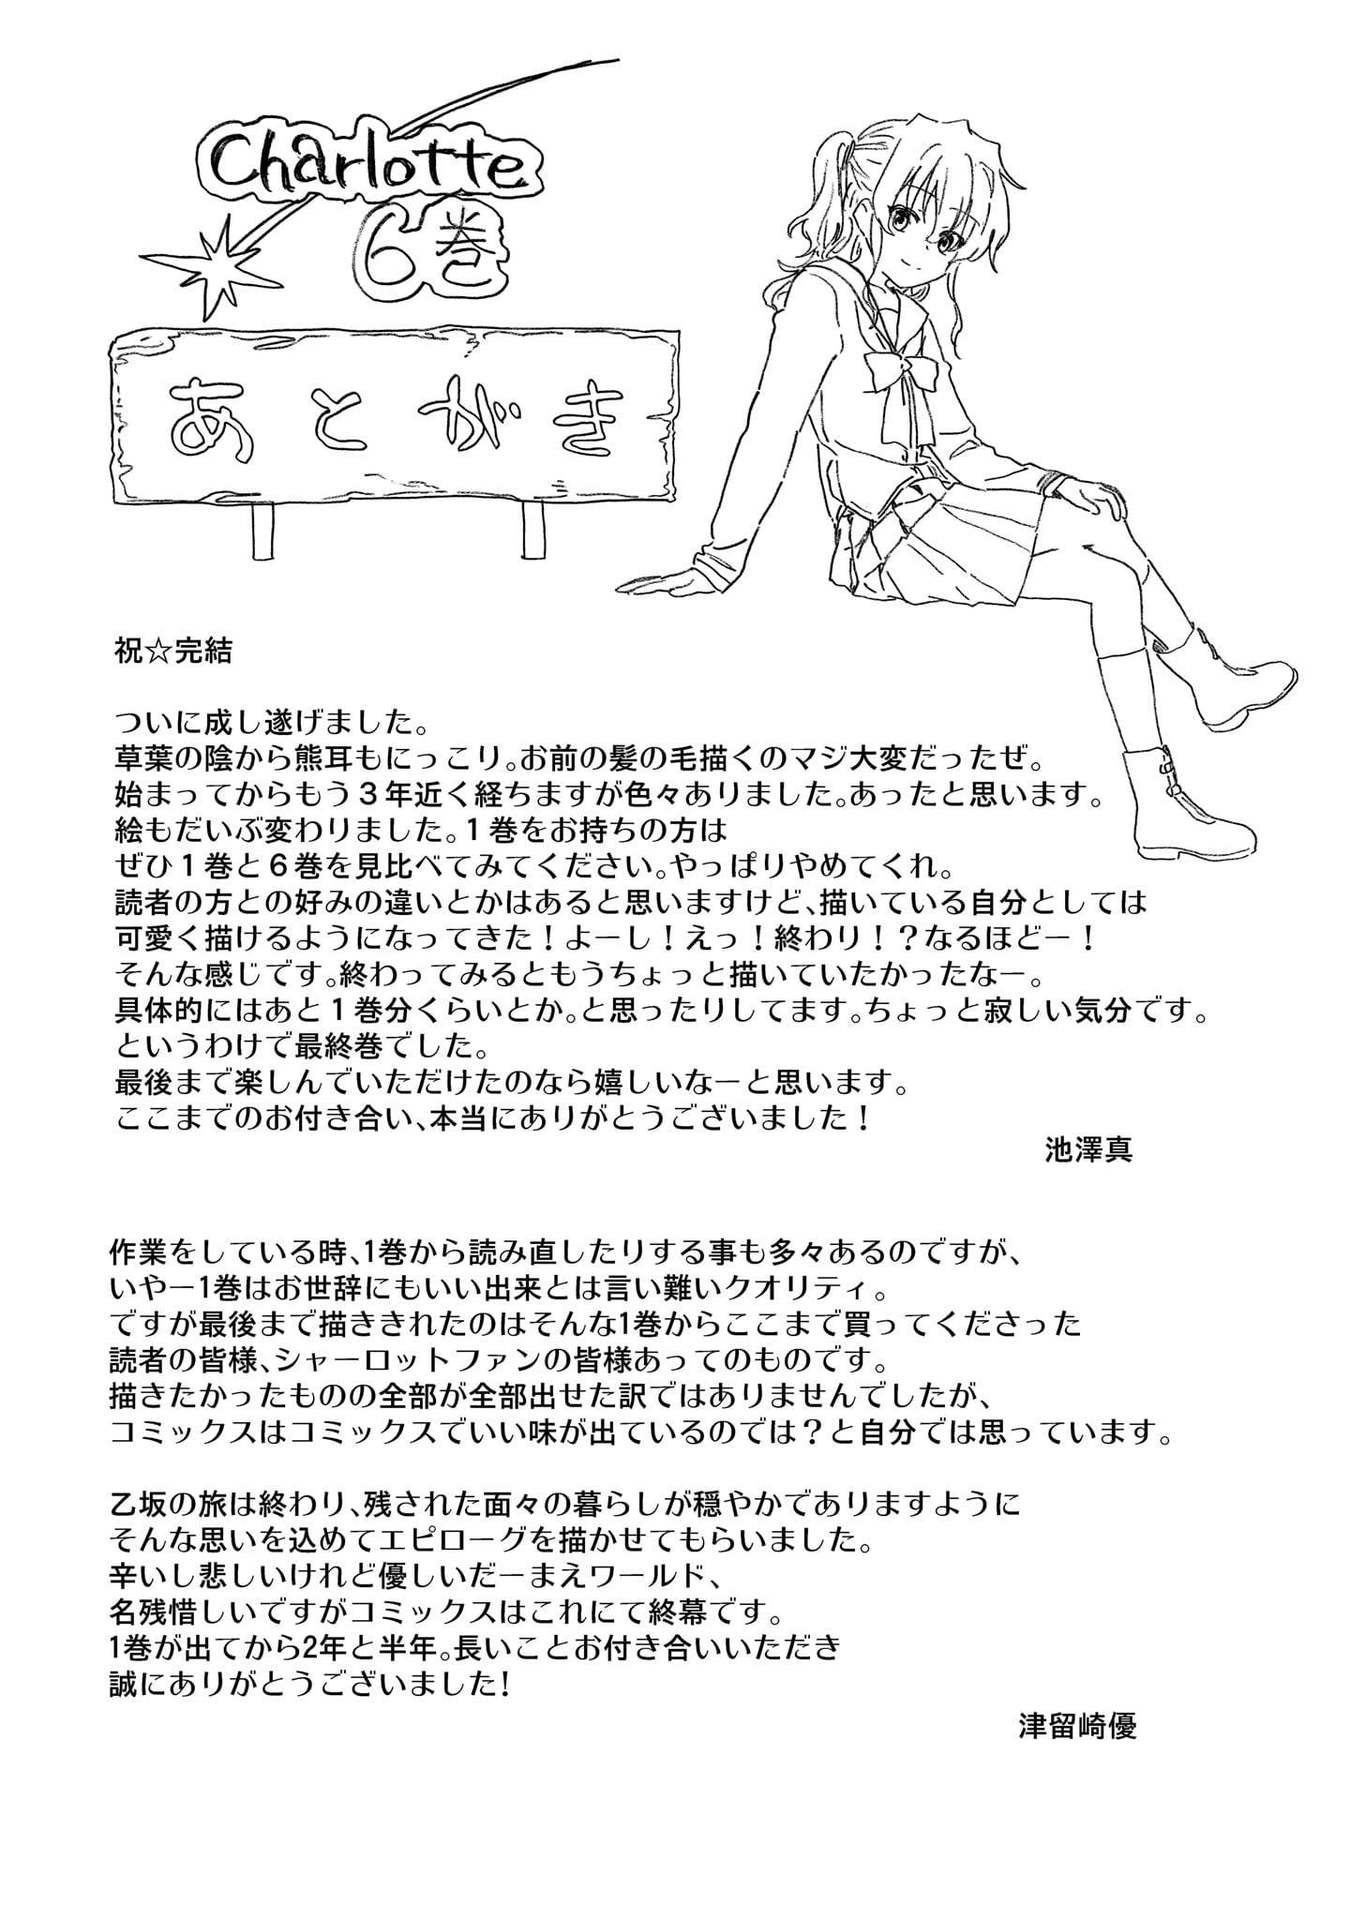 Charlotte
6巻
あとがき
祝☆完結
ついに成し遂げました。
草葉の陰から熊耳もにっこり。お前の髪の毛描くのマジ大変だったぜ。
始まってからもう３年近く経ちますが色々ありました。あったと思います。
絵もだいぶ変わりました。１巻をお持ちの方は
ぜひ１巻と６巻を見比べてみてください。やっぱりやめてくれ。
読者の方との好みの違いとかはあると思いますけど、描いている自分としては
可愛く描けるようになってきた！よーし！えっ！終わり！？なるほどー！
そんな感じです。終わってみるともうちょっと描いていたかったなー。
具体的にはあと１巻分くらいとか。と思ったりしてます。ちょっと寂しい気分です。
というわけで最終巻でした。
最後まで楽しんでいただけたのなら嬉しいなーと思います。
ここまでのお付き合い、本当にありがとうございました！
池澤真
作業をしている時、1巻から読み直したりする事も多々あるのですが、
いやー1巻はお世辞にもいい出来とは言い難いクオリティ。
ですが最後まで描ききれたのはそんな1巻からここまで買ってくださった
読者の皆様、シャーロットファンの皆様あってのものです。
描きたかったものの全部が全部出せた訳ではありませんでしたが、
コミックスはコミックスでいい味が出ているのでは？と自分では思っています。
乙坂の旅は終わり、残された面々の暮らしが穏やかでありますように
そんな思いを込めてエピローグを描かせてもらいました。
辛いし悲しいけれど優しいだーまえワールド、
名残惜しいですがコミックスはこれにて終幕です。
1巻が出てから2年と半年。長いことお付き合いいただき
誠にありがとうございました!
津留崎優